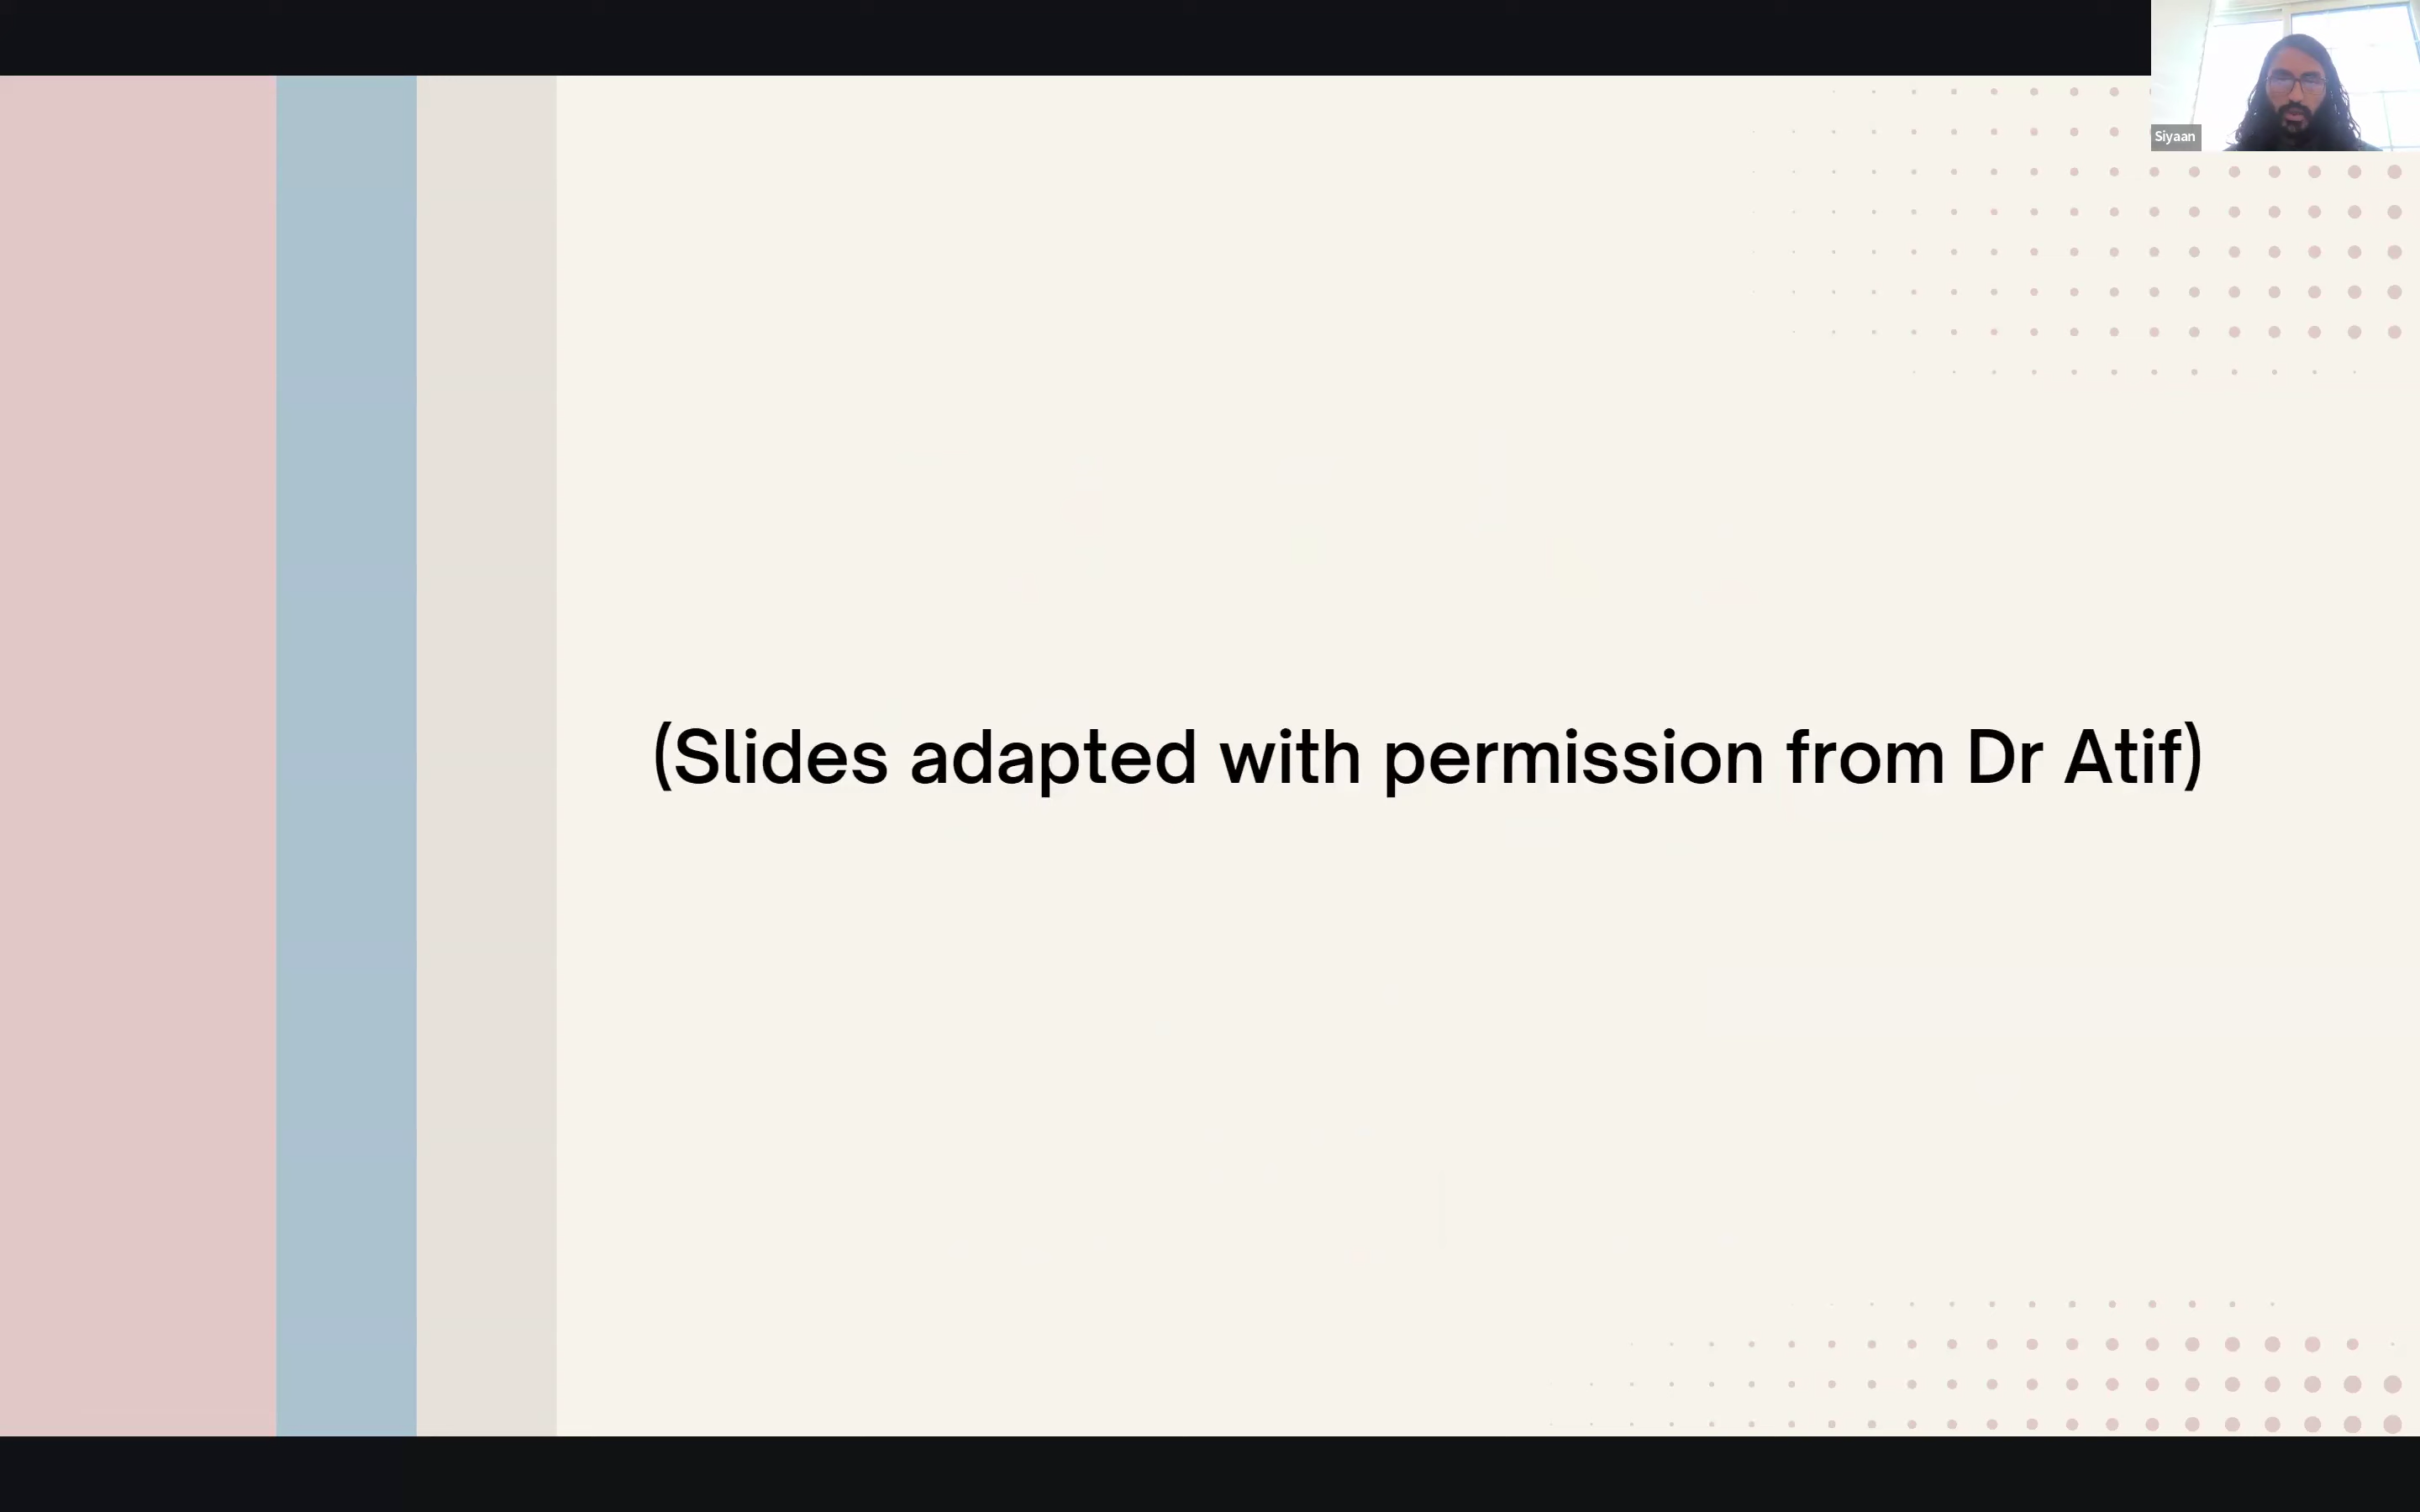 Siyaan
(Slides adapted with permission from Dr Atif)